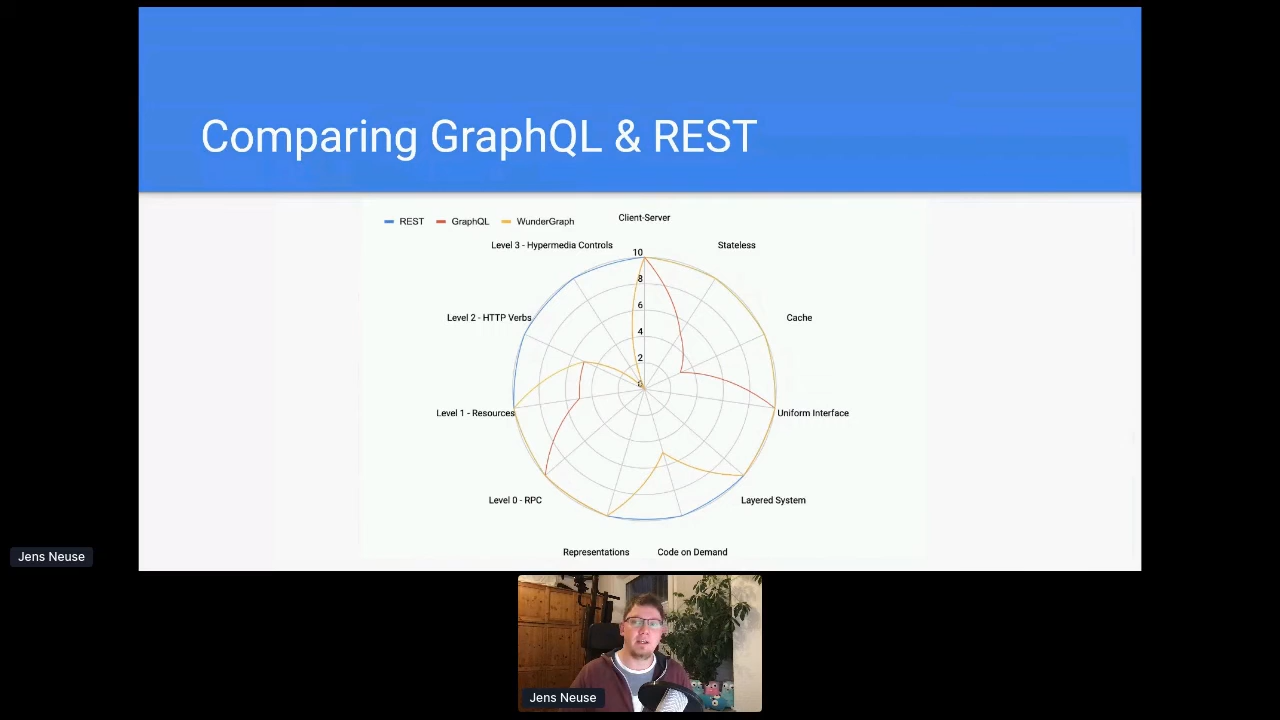 Comparing GraphQL & REST
REST GraphQL WunderGraph
Client-Server
Level 3 - Hypermedia Controls
Stateless
10
8
Level 2 - HTTP Verbs
Cache
6
4
2
0
Level 1 - Resources
Uniform Interface
Level 0 - RPC
Layered System
Representations
Code on Demand
Jens Neuse
Jens Neuse